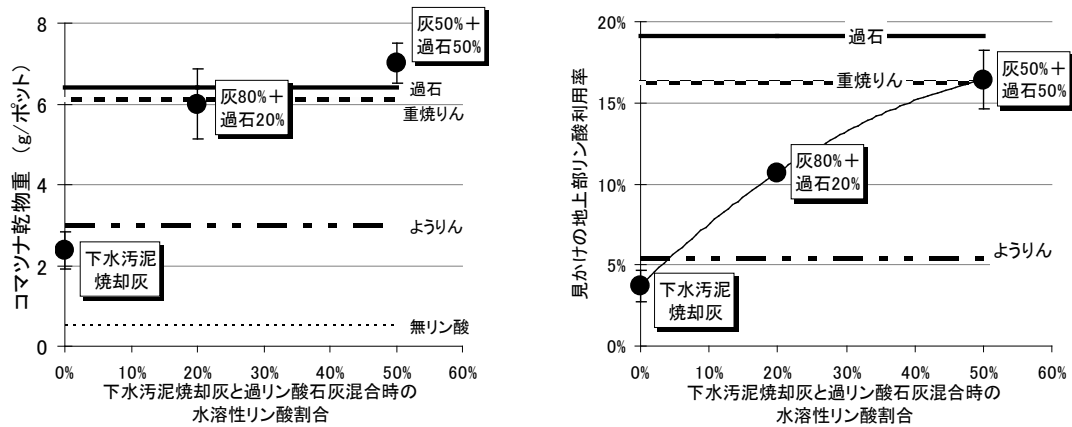 コマツナ乾物重 (g/ポット)
8
6
4
2
0
灰50%＋
過石50%
灰80%＋
過石20%
過石
重焼りん
ようりん
下水汚泥
焼却灰
無リン酸
0% 10% 20% 30% 40% 50% 60%
下水汚泥焼却灰と過リン酸石灰混合時の
水溶性リン酸割合
見かけの地上部リン酸利用率
20%
15%
10%
5%
0%
過石
重焼りん
灰50%＋
過石50%
灰80%＋
過石20%
ようりん
下水汚泥
焼却灰
0% 10% 20% 30% 40% 50% 60%
下水汚泥焼却灰と過リン酸石灰混合時の
水溶性リン酸割合